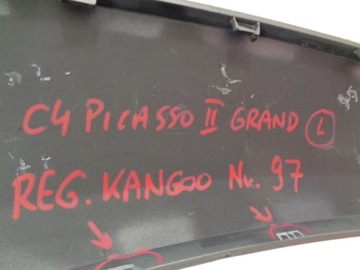 C4 PICASSO II GRAND L
REG. KANGOO Nr. 97